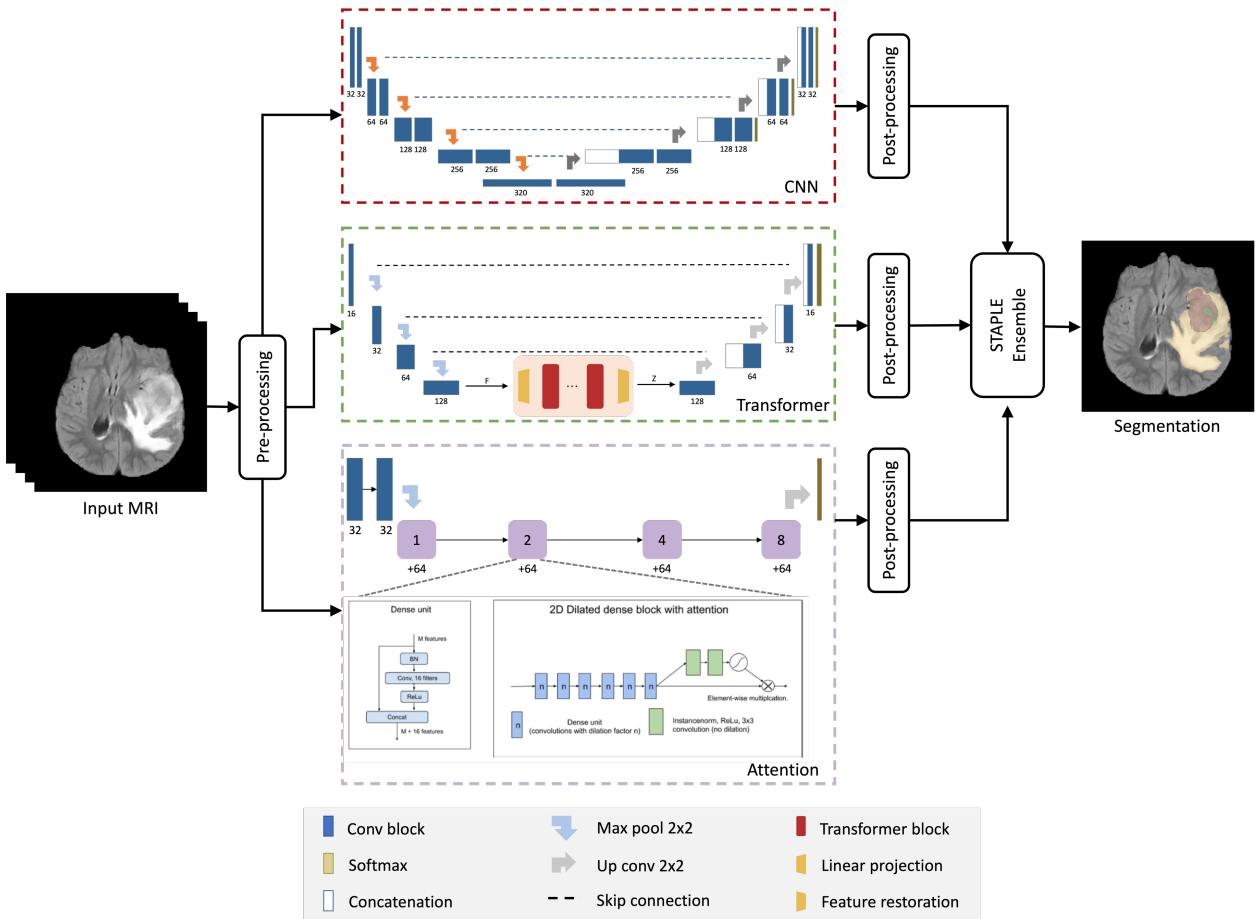 32 32
64 64
128 128
256 256
320 320
256 256
128 128
64 64
32 32
CNN
Post-processing
16
32
64
128
F
...
Z
128
64
32
16
Transformer
Post-processing
STAPLE
Ensemble
Segmentation
Input MRI
Pre-processing
32 32
1 2 4 8
+64 +64 +64 +64
Post-processing
Dense unit
M features
BN
Conv, 16 filters
ReLu
Concat
M + 16 features
2D Dilated dense block with attention
n n n n n n
Element-wise multiplcation.
n
Dense unit
(convolutions with dilation factor n)
Instancenorm, ReLu, 3x3
convolution (no dilation)
Attention
Conv block
Max pool 2x2
Transformer block
Softmax
Up conv 2x2
Linear projection
Concatenation
Skip connection
Feature restoration